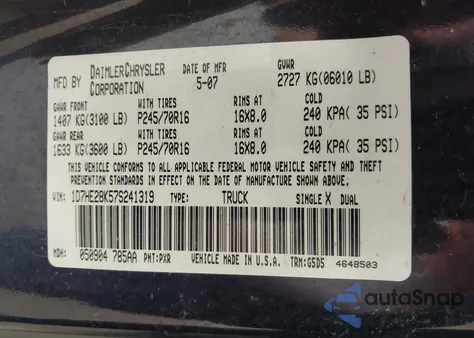 MFD BY DAIMLERCHRYSLER CORPORATION DATE OF MFR 5-07 GVWR 2727 KG(06010 LB)
GAWR FRONT WITH TIRES RIMS AT COLD
1407 KG(3100 LB) P245/70R16 16X8.0 240 KPA( 35 PSI)
GAWR REAR WITH TIRES RIMS AT COLD
1633 KG(3600 LB) P245/70R16 16X8.0 240 KPA( 35 PSI)
THIS VEHICLE CONFORMS TO ALL APPLICABLE FEDERAL MOTOR VEHICLE SAFETY AND THEFT
PREVENTION STANDARDS IN EFFECT ON THE DATE OF MANUFACTURE SHOWN ABOVE.
VIN: 1D7HE28K57S241319 TYPE: TRUCK SINGLE X DUAL
MDH: 050904 705AA PNT:PXR VEHICLE MADE IN U.S.A. TRM:G5D5 4648503
autoSnap